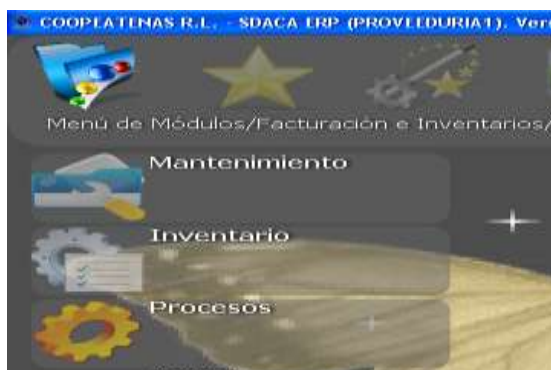 COOPEATENAS R.L. - SDACA ERP (PROVEEDURIA1). Ver
Menú de Módulos/Facturación e Inventarios/
Mantenimiento
Inventario
Procesos